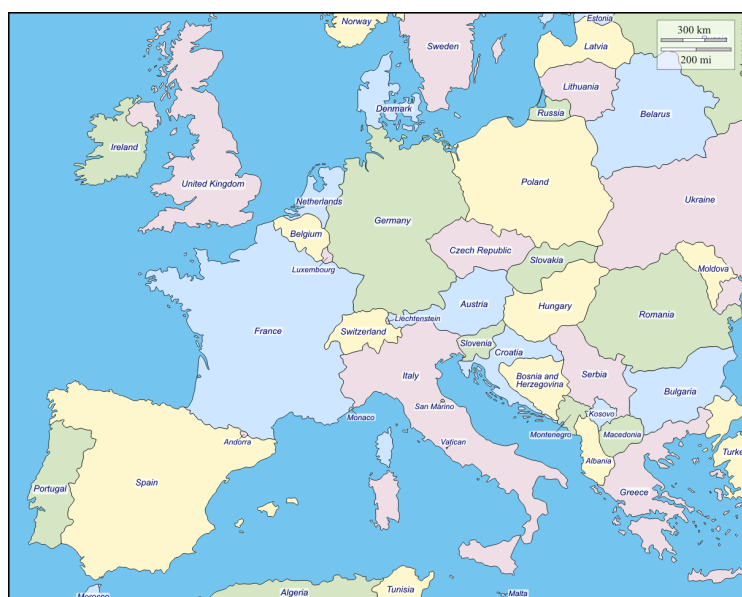 Norway
Sweden
Estonia
300 km
Russia
200 mi
Latvia
Lithuania
Denmark
Russia
Belarus
Ireland
United Kingdom
Netherlands
Poland
Ukraine
Germany
Belgium
Czech Republic
Luxembourg
Slovakia
Moldova
France
Liechtenstein
Austria
Hungary
Romania
Switzerland
Slovenia
Croatia
Italy
Bosnia and
Herzegovina
Serbia
Bulgaria
San Marino
Kosovo
Monaco
Montenegro
Macedonia
Andorra
Vatican
Albania
Turke
Portugal
Spain
Greece
Morocco
Algeria
Tunisia
Malta